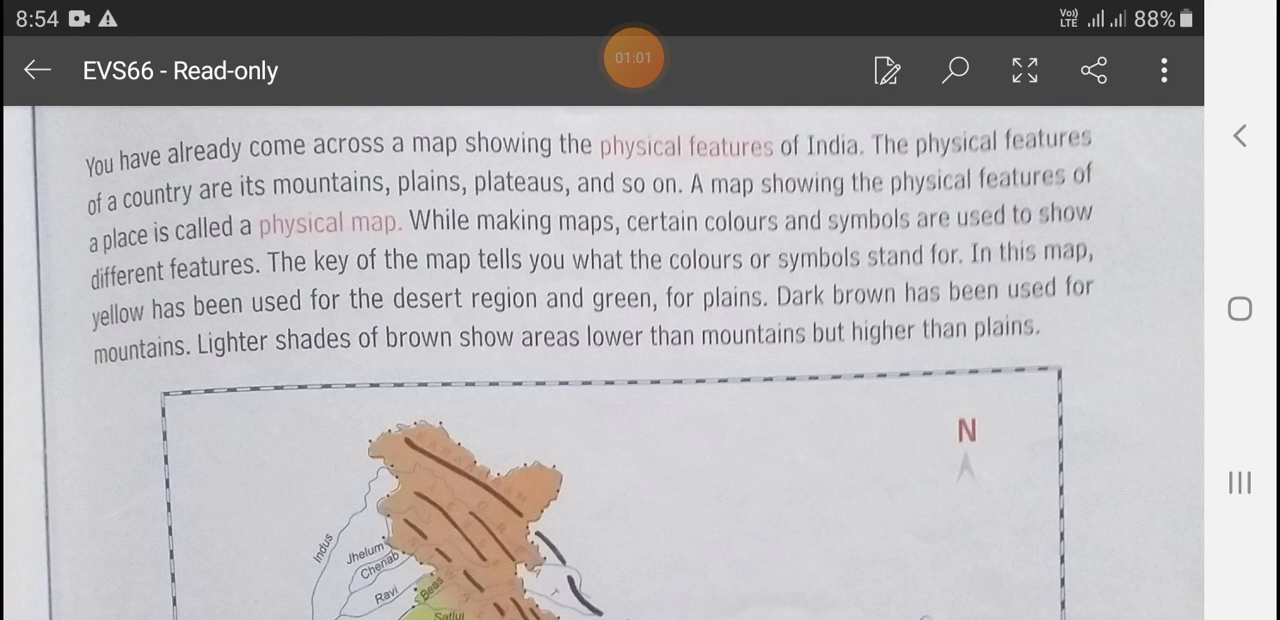 8:54
Vo)) LTE 88%
EVS66 - Read-only
01:01
You have already come across a map showing the physical features of India. The physical features
of a country are its mountains, plains, plateaus, and so on. A map showing the physical features of
a place is called a physical map. While making maps, certain colours and symbols are used to show
different features. The key of the map tells you what the colours or symbols stand for. In this map,
yellow has been used for the desert region and green, for plains. Dark brown has been used for
mountains. Lighter shades of brown show areas lower than mountains but higher than plains.
N
Indus
Jhelum
Chenab
Ravi
Beas
Satluj